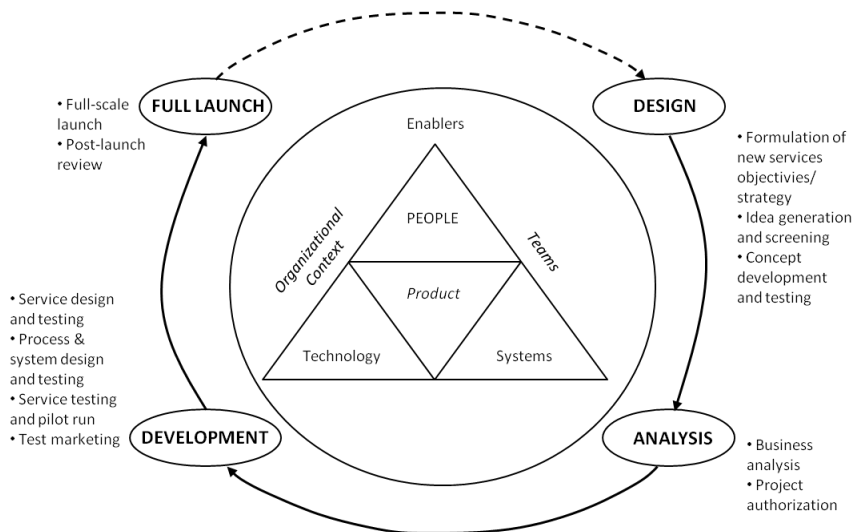 FULL LAUNCH
• Full-scale
launch
• Post-launch
review
DESIGN
• Formulation of
new services
objectivies/
strategy
• Idea generation
and screening
• Concept
development
and testing
Enablers
PEOPLE
Organizational
Context
Teams
Product
Technology
Systems
• Service design
and testing
• Process &
system design
and testing
• Service testing
and pilot run
• Test marketing
DEVELOPMENT
ANALYSIS
• Business
analysis
• Project
authorization